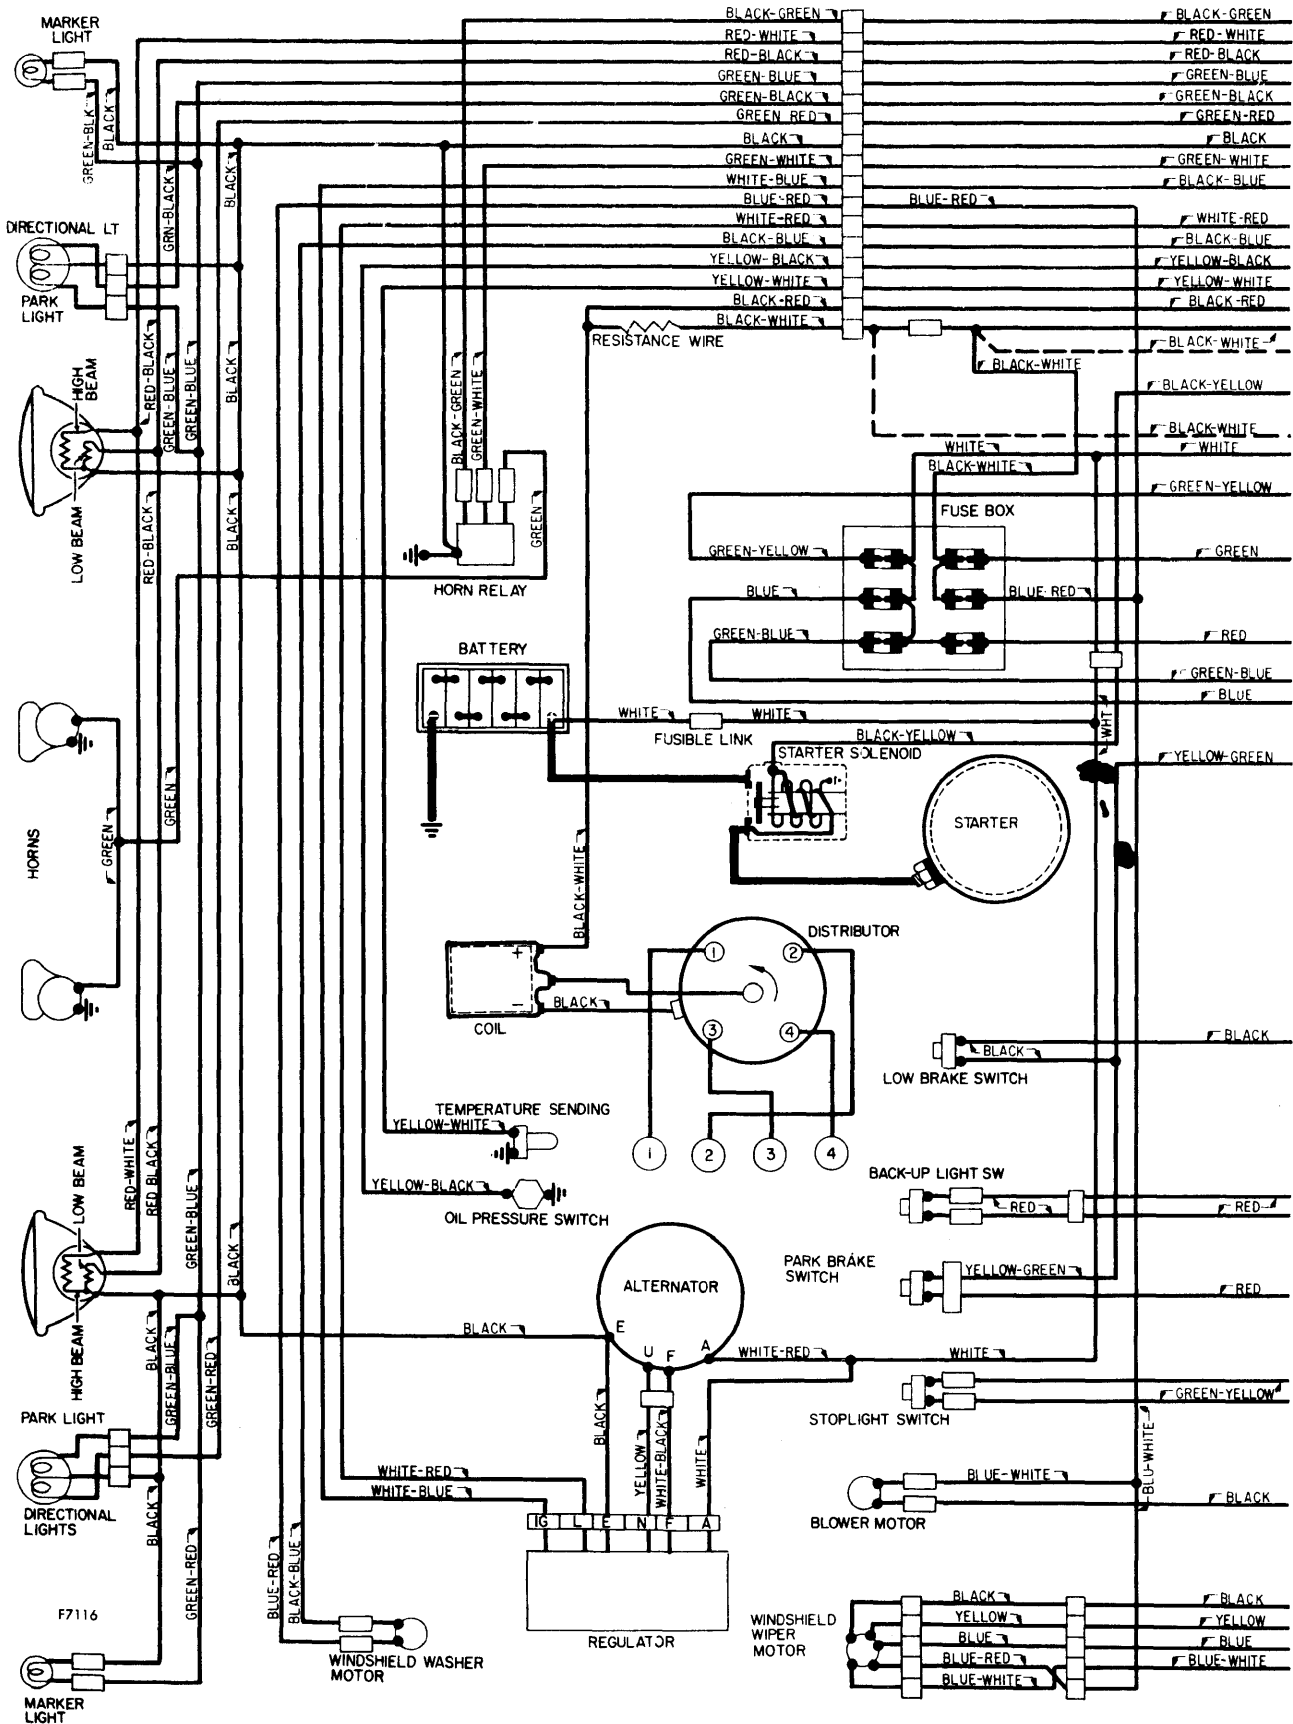 MARKER
LIGHT
BLACK-GREEN
BLACK-GREEN
RED-WHITE
RED-WHITE
RED-BLACK
RED-BLACK
GREEN-BLUE
GREEN-BLUE
GREEN-BLACK
GREEN-BLACK
GREEN RED
GREEN-RED
BLACK
BLACK
GREEN-WHITE
GREEN-WHITE
WHITE-BLUE
BLACK-BLUE
BLUE-RED
BLUE-RED
WHITE-RED
WHITE-RED
BLACK-BLUE
BLACK-BLUE
YELLOW-BLACK
YELLOW-BLACK
YELLOW-WHITE
YELLOW-WHITE
BLACK-RED
BLACK-RED
BLACK-WHITE
RESISTANCE WIRE
BLACK-WHITE
BLACK-WHITE
BLACK-YELLOW
BLACK-WHITE
GREEN-BLK
BLACK
GRN-BLACK
BLACK
DIRECTIONAL LT
PARK
LIGHT
RED-BLACK
GREEN-BLUE
GREEN-BLUE
BLACK
HIGH
BEAM
LOW BEAM
RED-BLACK
BLACK
BLACK-GREEN
GREEN-WHITE
GREEN
HORN RELAY
WHITE
WHITE
BLACK-WHITE
GREEN-YELLOW
FUSE BOX
GREEN-YELLOW
GREEN
BLUE
BLUE-RED
GREEN-BLUE
RED
GREEN-BLUE
BLUE
BATTERY
WHITE
WHITE
FUSIBLE LINK
WHT
BLACK-YELLOW
STARTER SOLENOID
YELLOW-GREEN
STARTER
HORNS
GREEN
GREEN
BLACK-WHITE
COIL
+
−
BLACK
DISTRIBUTOR
1
2
3
4
1
2
3
4
BLACK
BLACK
LOW BRAKE SWITCH
TEMPERATURE SENDING
YELLOW-WHITE
YELLOW-BLACK
OIL PRESSURE SWITCH
BACK-UP LIGHT SW
RED
RED
PARK BRAKE
SWITCH
YELLOW-GREEN
RED
RED-WHITE
RED BLACK
GREEN-BLUE
BLACK
LOW BEAM
HIGH BEAM
ALTERNATOR
E
U
F
A
BLACK
WHITE-RED
WHITE
BLACK
YELLOW
WHITE-BLACK
WHITE
STOPLIGHT SWITCH
GREEN-YELLOW
BLACK
GREEN-BLUE
GREEN-RED
PARK LIGHT
DIRECTIONAL
LIGHTS
BLACK
GREEN-RED
WHITE-RED
WHITE-BLUE
IG
L
E
N
F
A
REGULATOR
BLUE-WHITE
BLU-WHITE
BLACK
BLOWER MOTOR
BLUE-RED
BLACK-BLUE
WINDSHIELD WASHER
MOTOR
WINDSHIELD
WIPER
MOTOR
BLACK
BLACK
YELLOW
YELLOW
BLUE
BLUE
BLUE-RED
BLUE-WHITE
BLUE-WHITE
F7116
MARKER
LIGHT